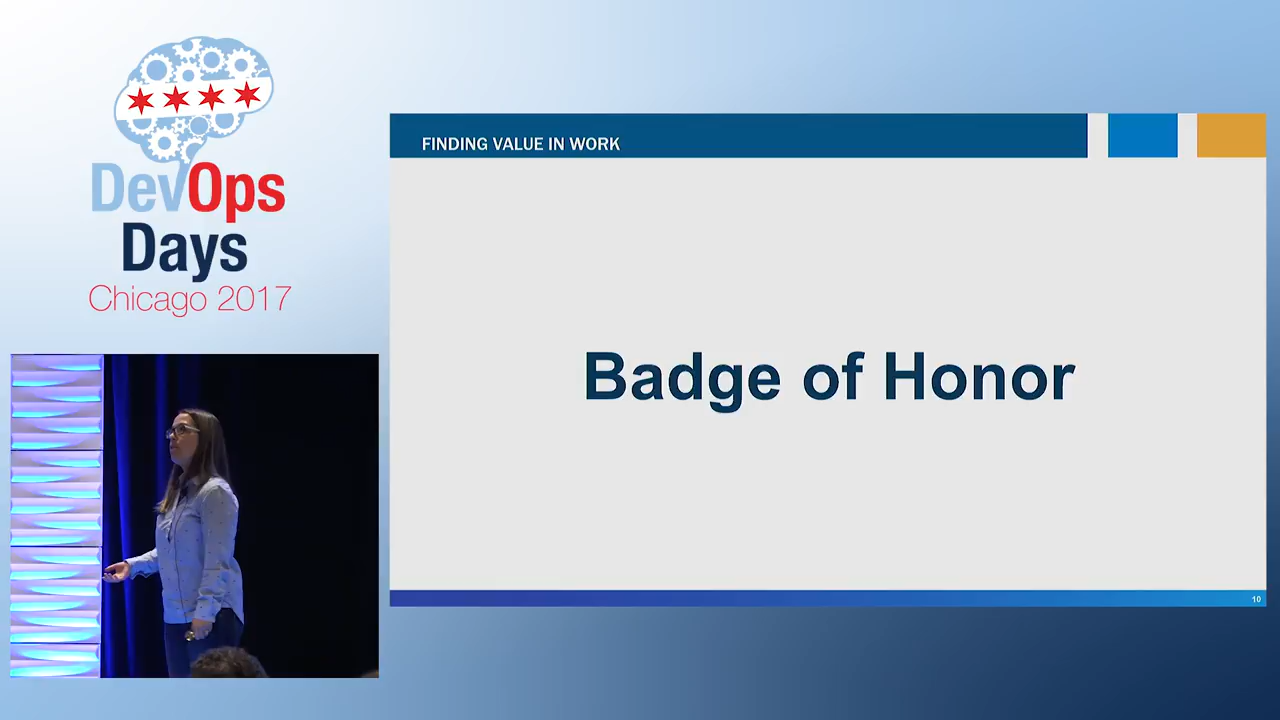 DevOps
Days
Chicago 2017
FINDING VALUE IN WORK
Badge of Honor
10